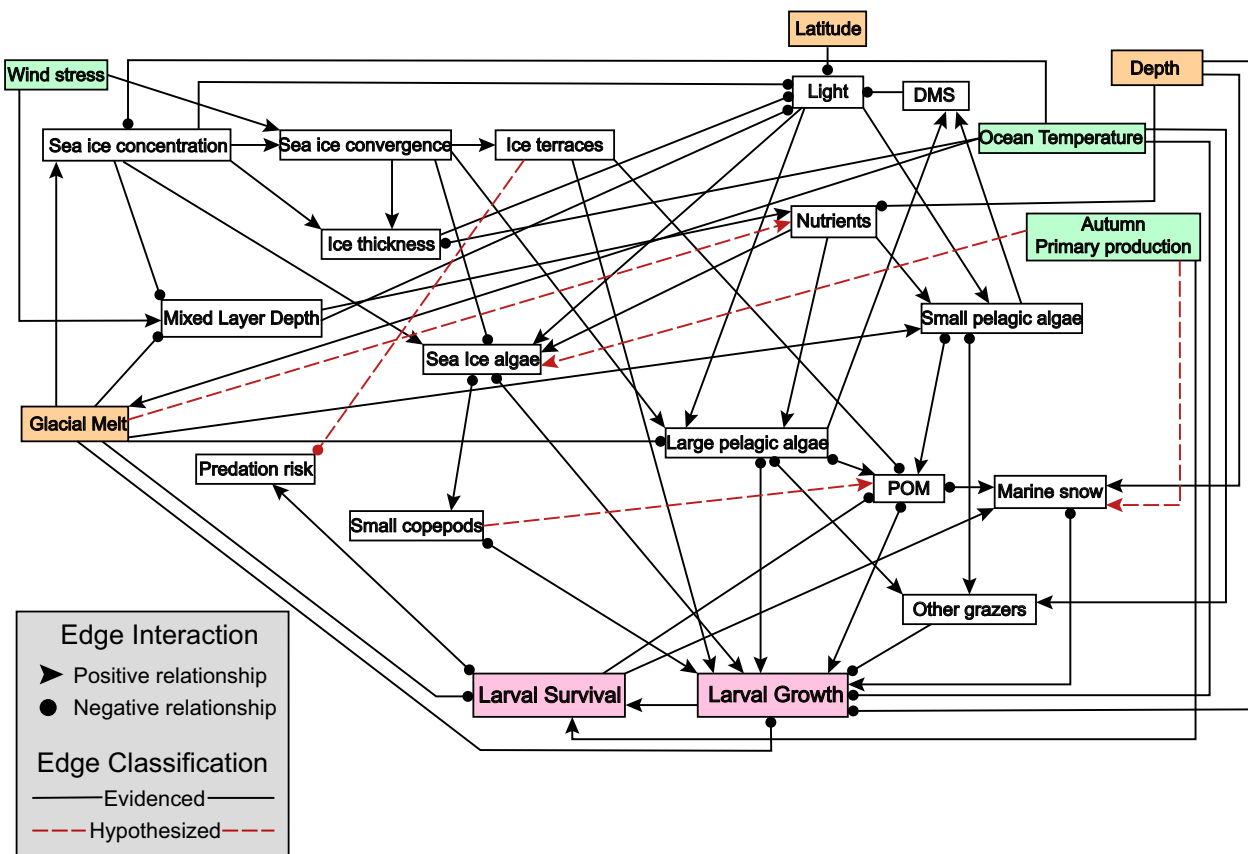 Latitude
Wind stress
Depth
Light
DMS
Sea ice concentration
Sea ice convergence
Ice terraces
Ocean Temperature
Nutrients
Autumn
Primary production
Ice thickness
Mixed Layer Depth
Small pelagic algae
Sea Ice algae
Glacial Melt
Large pelagic algae
Predation risk
POM
Marine snow
Small copepods
Other grazers
Larval Survival
Larval Growth
Edge Interaction
Positive relationship
Negative relationship
Edge Classification
Evidenced
Hypothesized